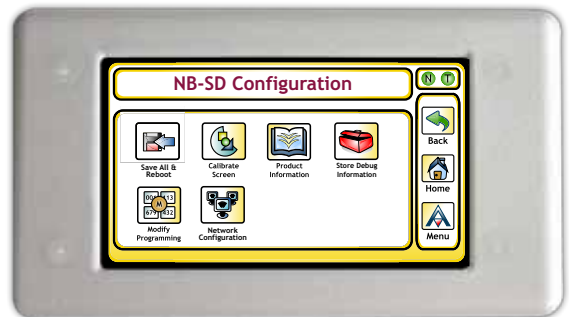 NB-SD Configuration
N T
Save All &
Reboot
Calibrate
Screen
Product
Information
Store Debug
Information
M
Modify
Programming
Network
Configuration
Back
Home
Menu